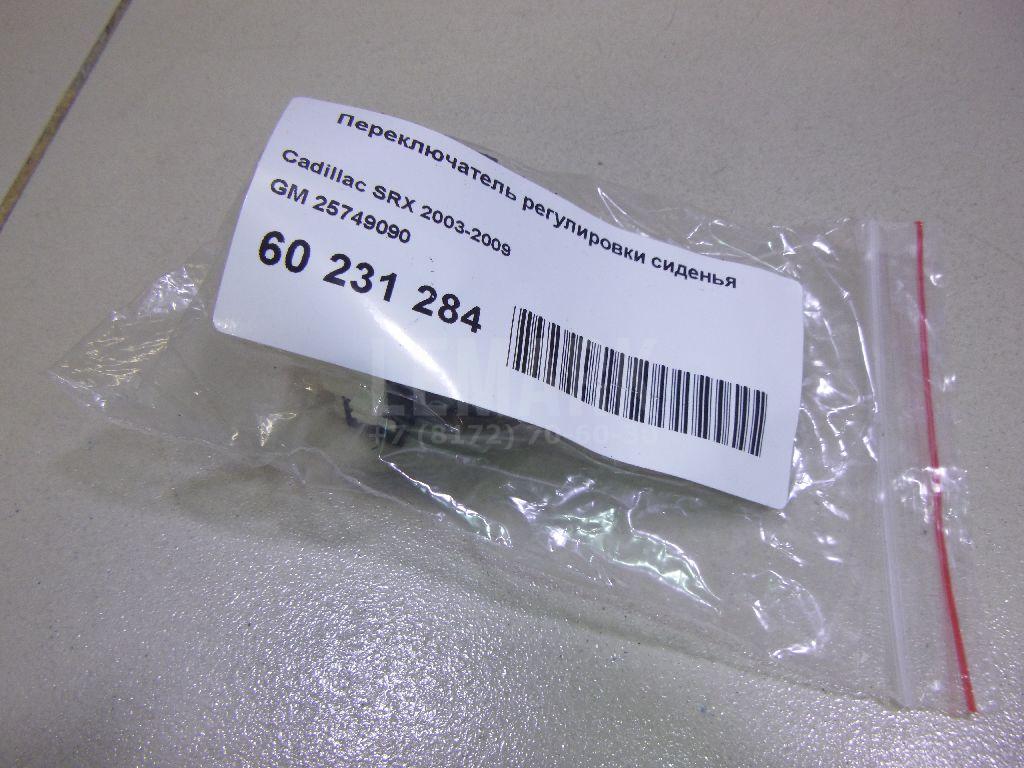 Переключатель регулировки сиденья
Cadillac SRX 2003-2009
GM 25749090
60 231 284